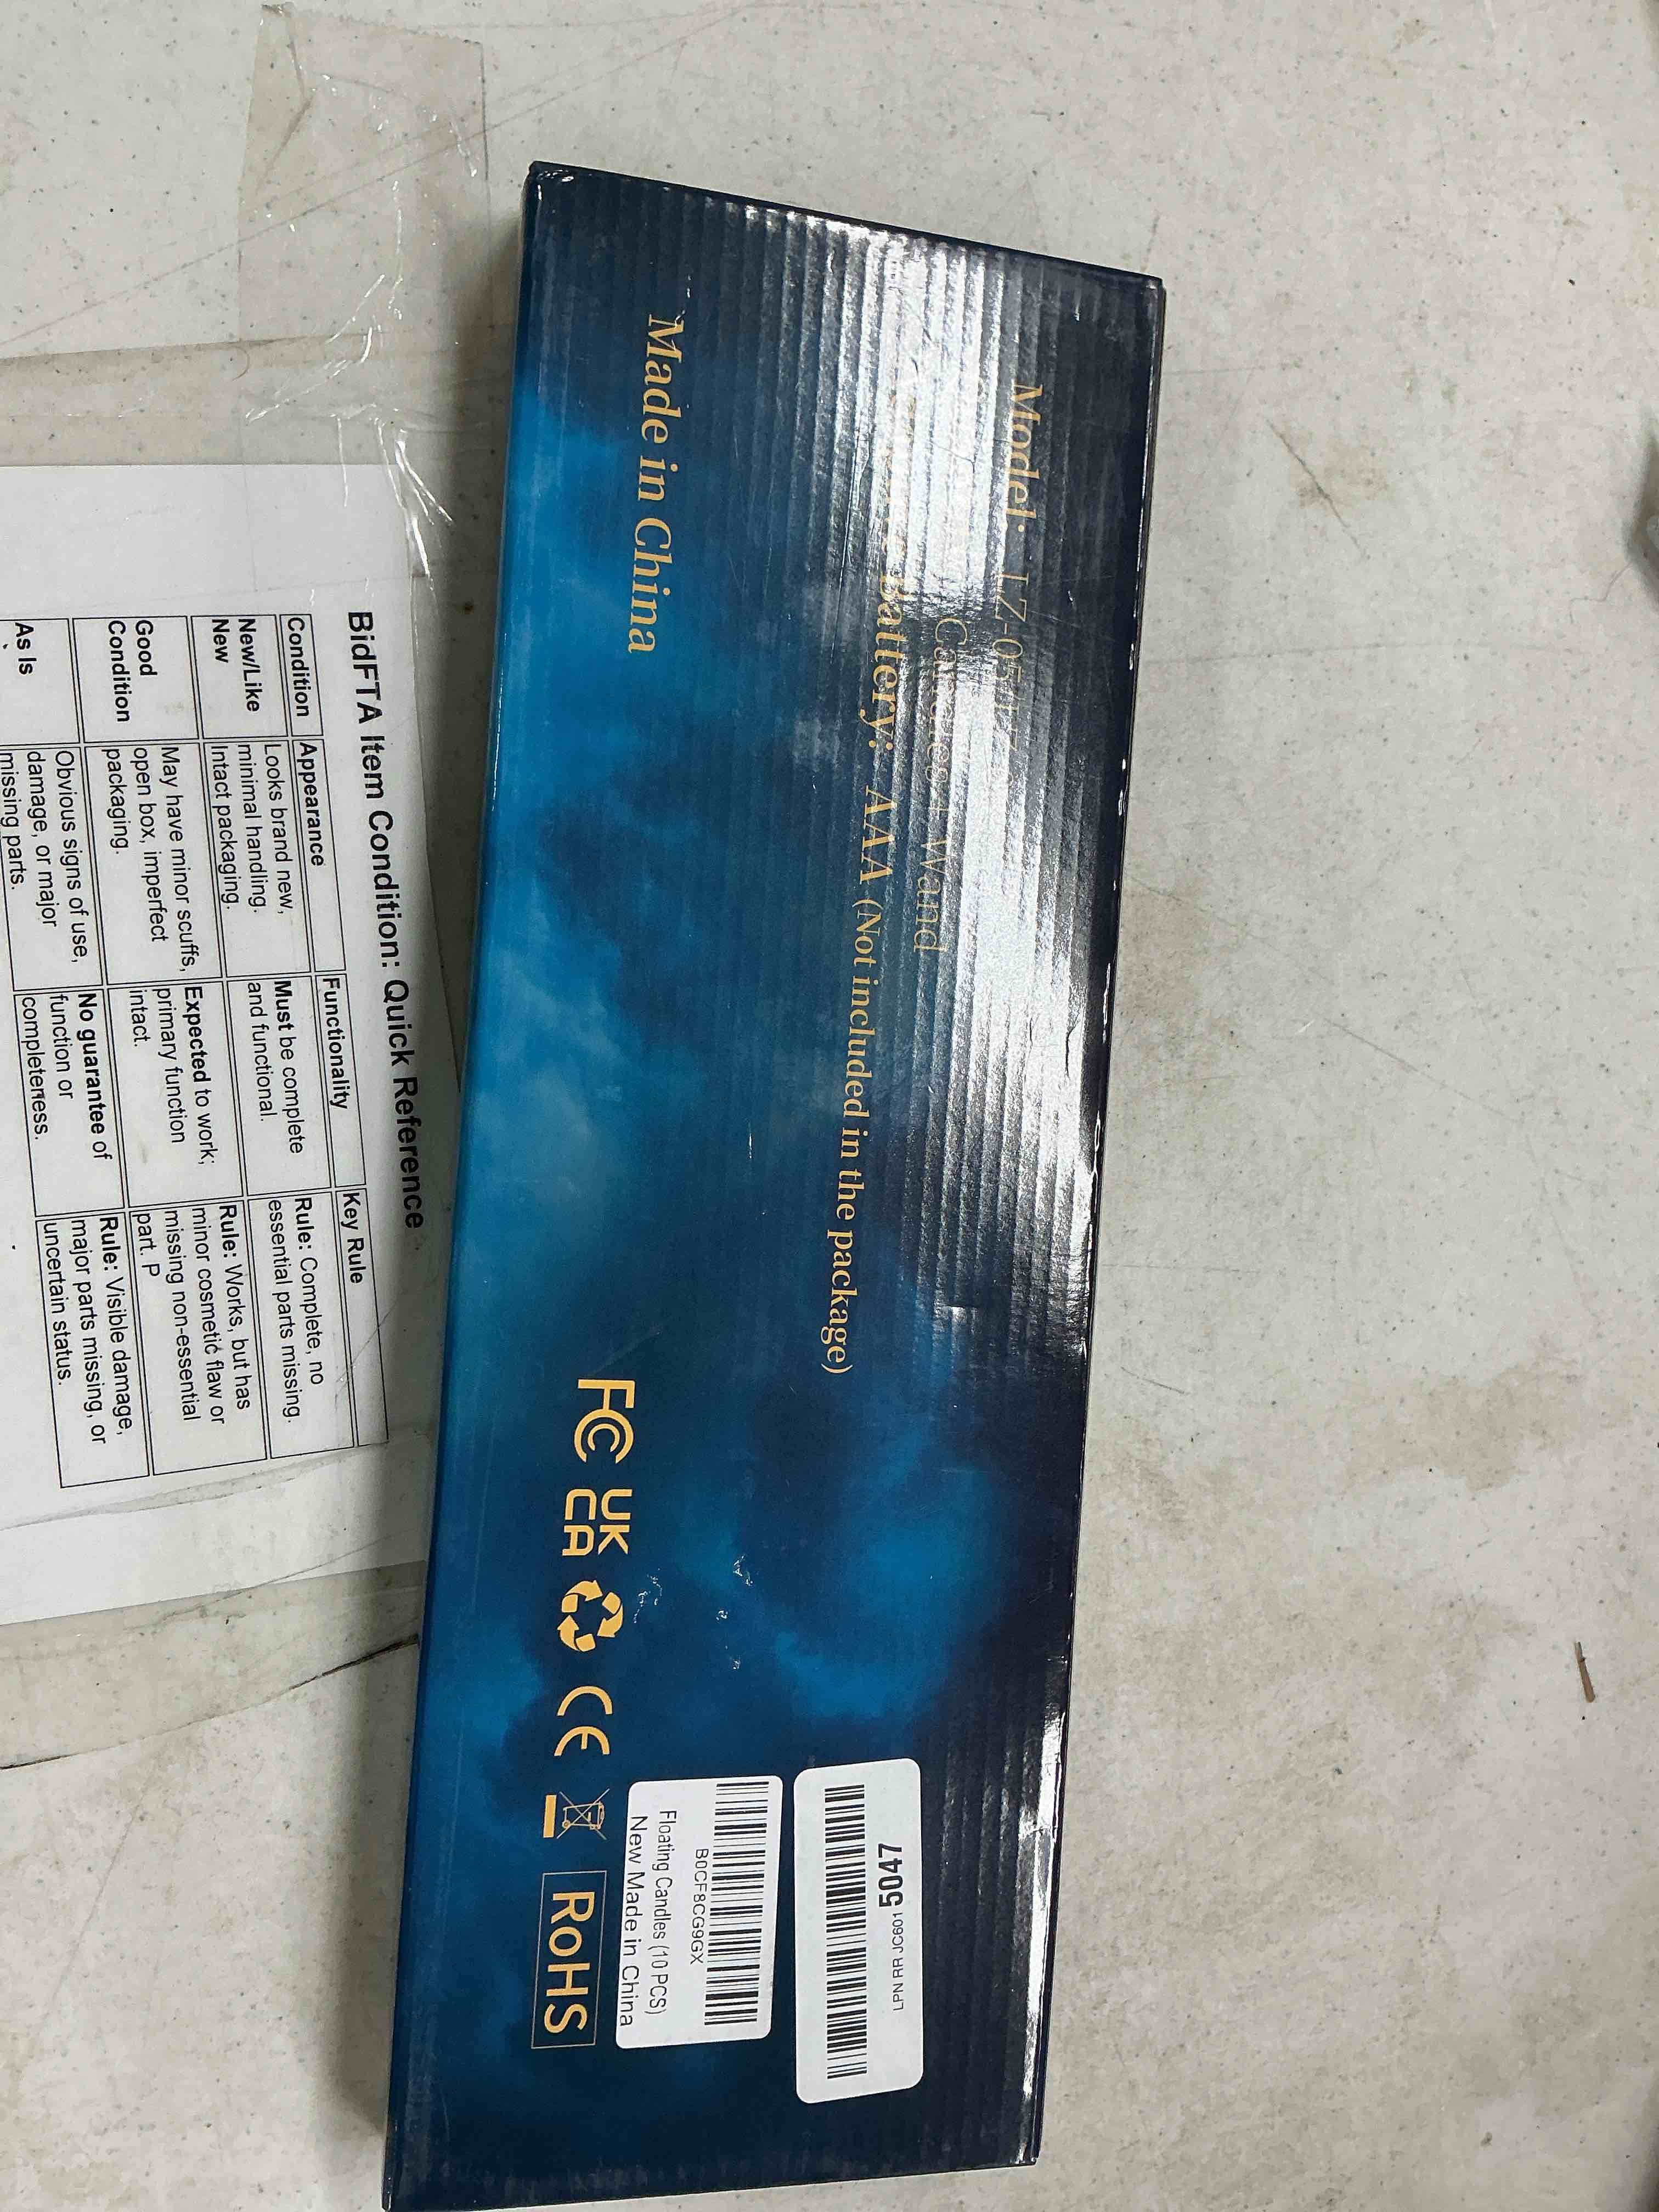 Model:
Candles+1 Wand
Battery: AAA (Not included in the package)
Made in China
FC UK CA CE
RoHS
LPN RR JC601 5047
B0CF8CG9GX
Floating Candles (10 PCS)
New Made in China
BidFTA Item Condition: Quick Reference
Condition Appearance Functionality Key Rule
New/Like New
Looks brand new, minimal handling. Intact packaging.
Must be complete and functional.
Rule: Complete, no essential parts missing.
Good Condition
May have minor scuffs, open box, imperfect packaging.
Expected to work; primary function intact.
Rule: Works, but has minor cosmetic flaw or missing non-essential part. P
As Is
Obvious signs of use, damage, or major missing parts.
No guarantee of function or completeness.
Rule: Visible damage, major parts missing, or uncertain status.